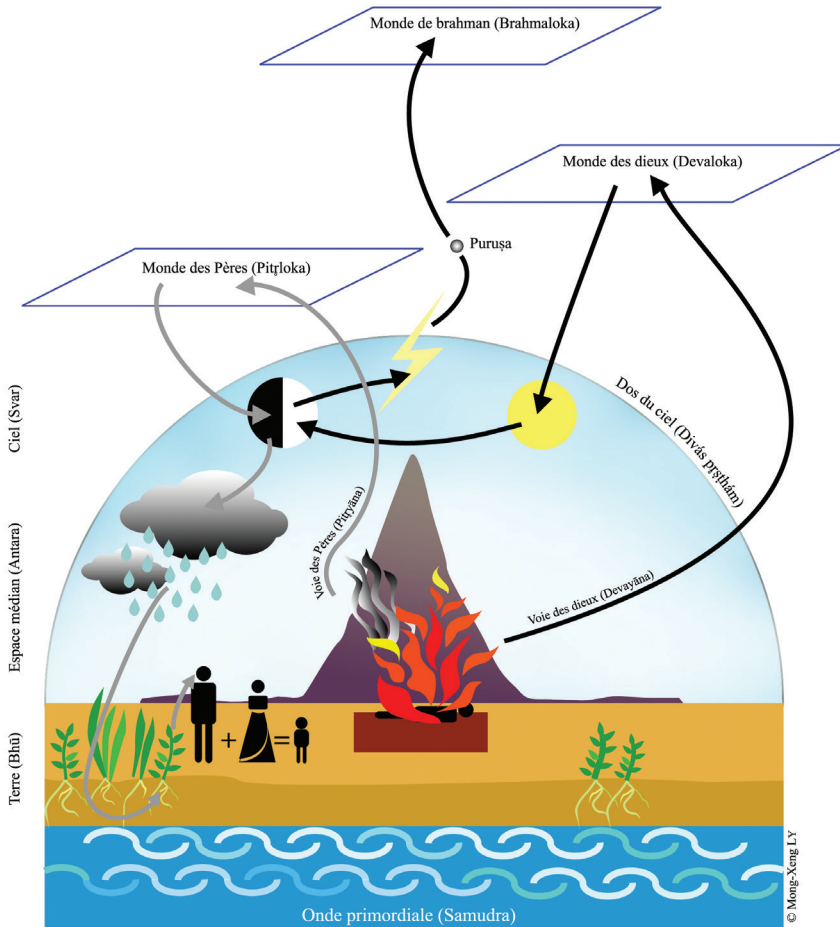 Monde de brahman (Brahmaloka)
Monde des dieux (Devaloka)
Puruṣa
Monde des Pères (Pitṛloka)
Ciel (Svar)
Dos du ciel (Divás pṛṣṭhám)
Espace médian (Antara)
Voie des Pères (Pitṛyāna)
Voie des dieux (Devayāna)
Terre (Bhū)
+ =
Onde primordiale (Samudra)
© Mong-Xeng LY